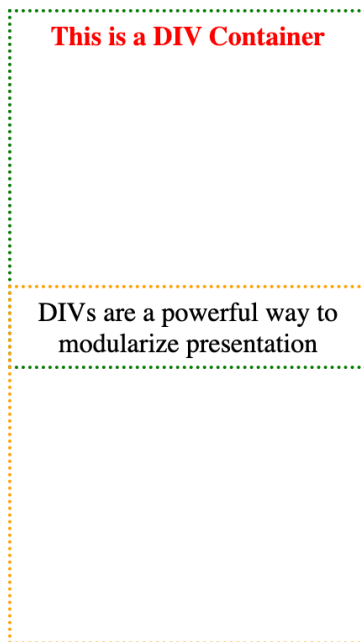 This is a DIV Container
DIVs are a powerful way to
modularize presentation